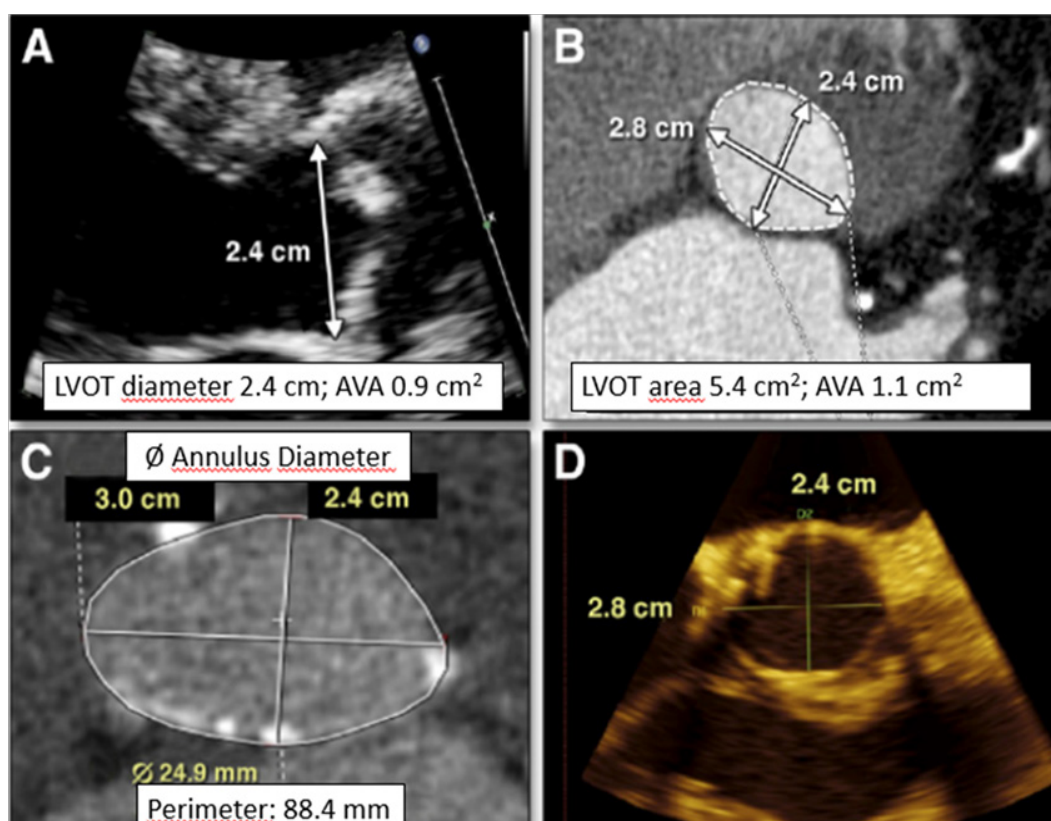 A
2.4 cm
LVOT diameter 2.4 cm; AVA 0.9 cm²
B
2.4 cm
2.8 cm
LVOT area 5.4 cm²; AVA 1.1 cm²
C
Ø Annulus Diameter
3.0 cm
2.4 cm
Ø 24.9 mm
Perimeter: 88.4 mm
D
2.4 cm
D2
2.8 cm